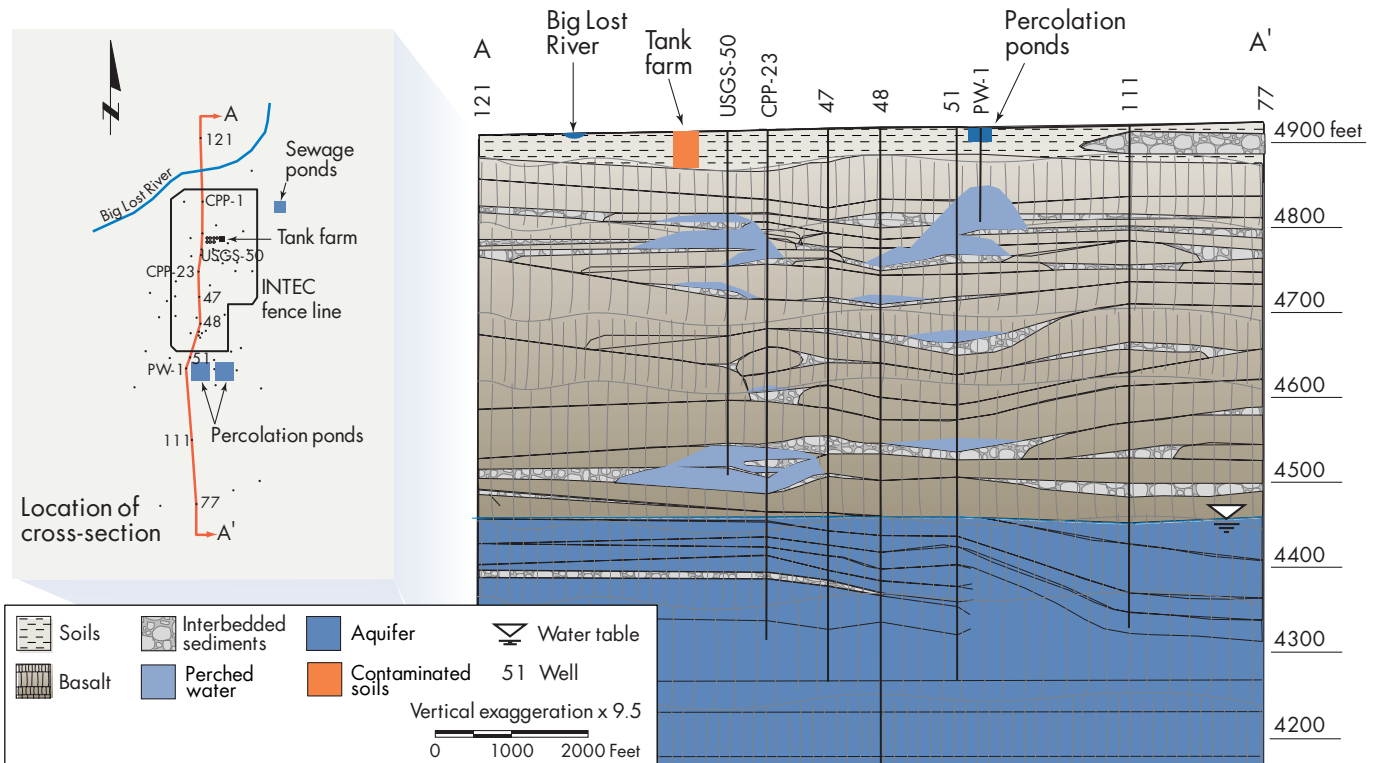 A
121
Big Lost River
CPP-1
Sewage
ponds
Tank farm
USGS-50
CPP-23
47
INTEC
fence line
48
51
PW-1
Percolation ponds
111
77
A'
Location of
cross-section
N
A
Big Lost
River
Tank
farm
Percolation
ponds
A'
121
USGS-50
CPP-23
47
48
51
PW-1
111
77
4900 feet
4800
4700
4600
4500
4400
4300
4200
Soils
Interbedded
sediments
Aquifer
Water table
Basalt
Perched
water
Contaminated
soils
51 Well
Vertical exaggeration x 9.5
0 1000 2000 Feet